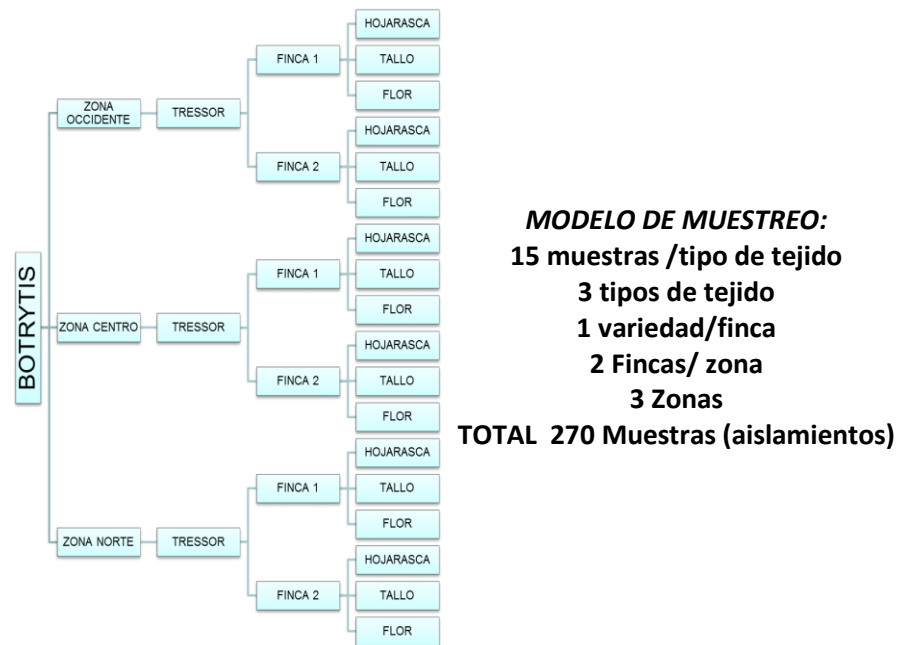 BOTRYTIS
ZONA
OCCIDENTE
TRESSOR
FINCA 1
HOJARASCA
TALLO
FLOR
FINCA 2
HOJARASCA
TALLO
FLOR
ZONA CENTRO
TRESSOR
FINCA 1
HOJARASCA
TALLO
FLOR
FINCA 2
HOJARASCA
TALLO
FLOR
ZONA NORTE
TRESSOR
FINCA 1
HOJARASCA
TALLO
FLOR
FINCA 2
HOJARASCA
TALLO
FLOR
MODELO DE MUESTREO:
15 muestras /tipo de tejido
3 tipos de tejido
1 variedad/finca
2 Fincas/ zona
3 Zonas
TOTAL 270 Muestras (aislamientos)